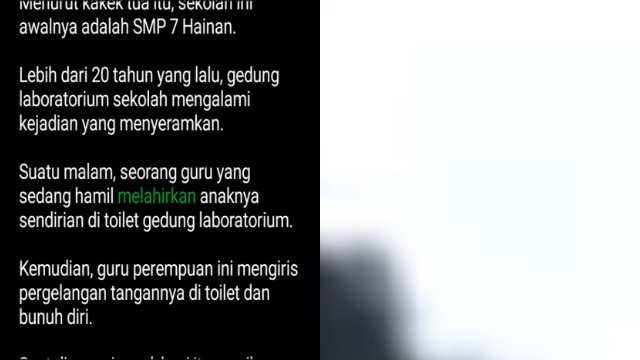 Menurut kakek tua itu, sekolah ini
awalnya adalah SMP 7 Hainan.
Lebih dari 20 tahun yang lalu, gedung
laboratorium sekolah mengalami
kejadian yang menyeramkan.
Suatu malam, seorang guru yang
sedang hamil melahirkan anaknya
sendirian di toilet gedung laboratorium.
Kemudian, guru perempuan ini mengiris
pergelangan tangannya di toilet dan
bunuh diri.